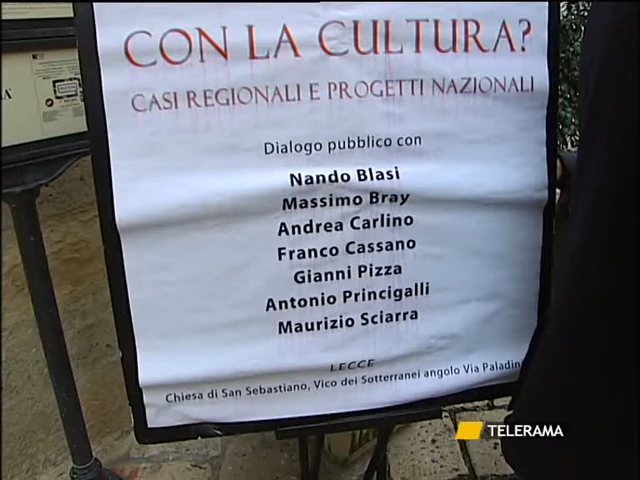 CON LA CULTURA?
CASI REGIONALI E PROGETTI NAZIONALI
Dialogo pubblico con
Nando Blasi
Massimo Bray
Andrea Carlino
Franco Cassano
Gianni Pizza
Antonio Principalli
Maurizio Sciarra
LECCE
Chiesa di San Sebastiano, Vico dei Sotterranei angolo Via Paladini
TELERAMA